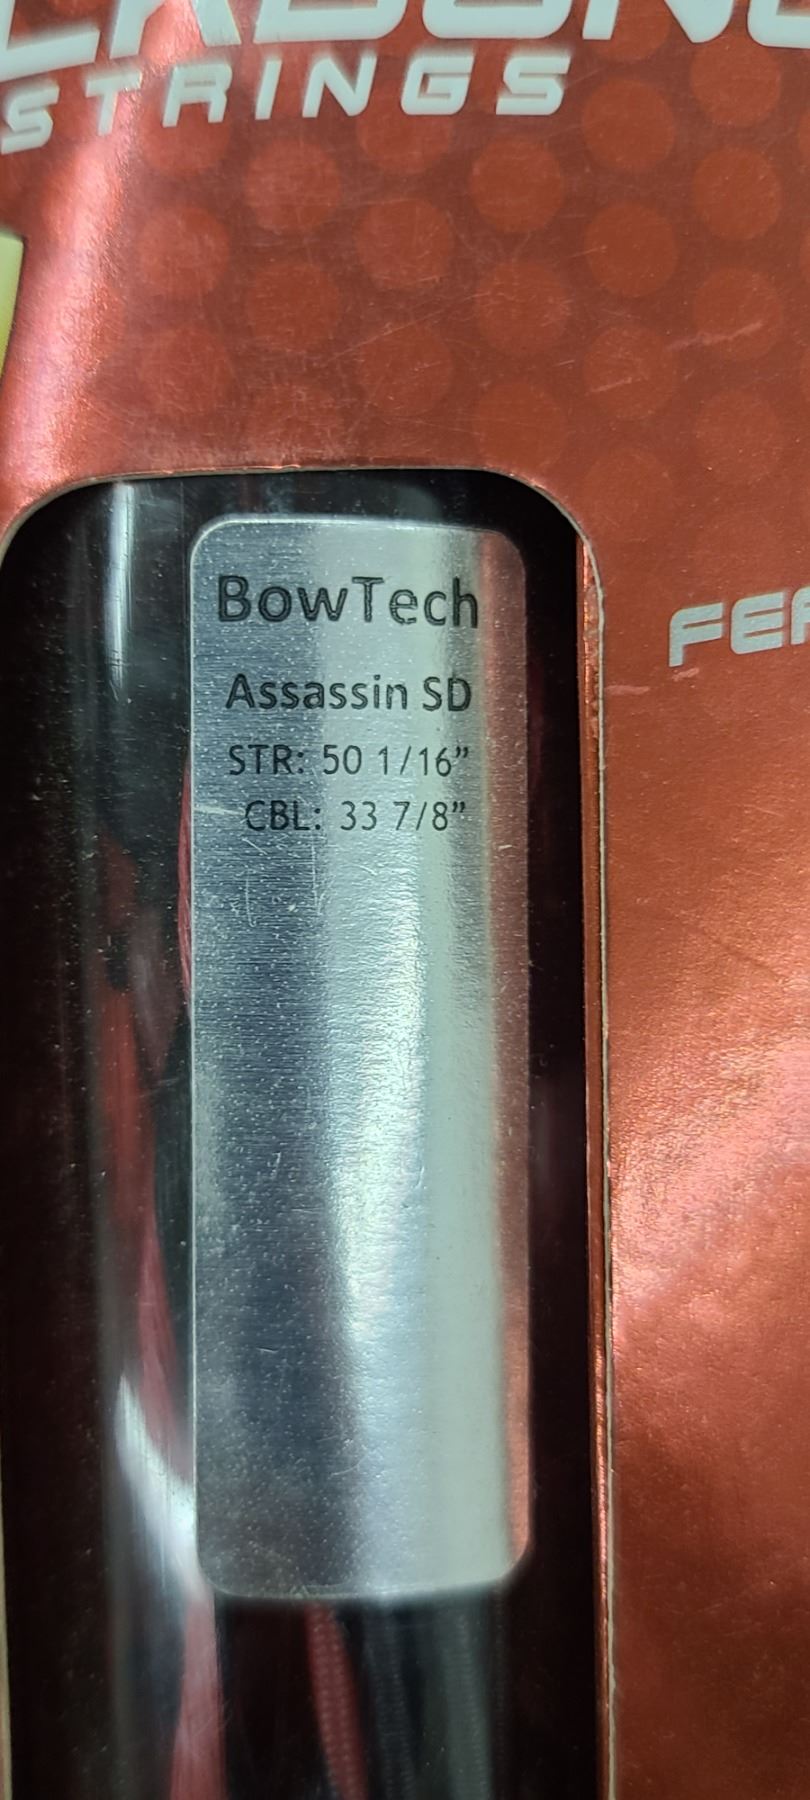 STRINGS
BowTech
Assassin SD
STR: 50 1/16”
CBL: 33 7/8”